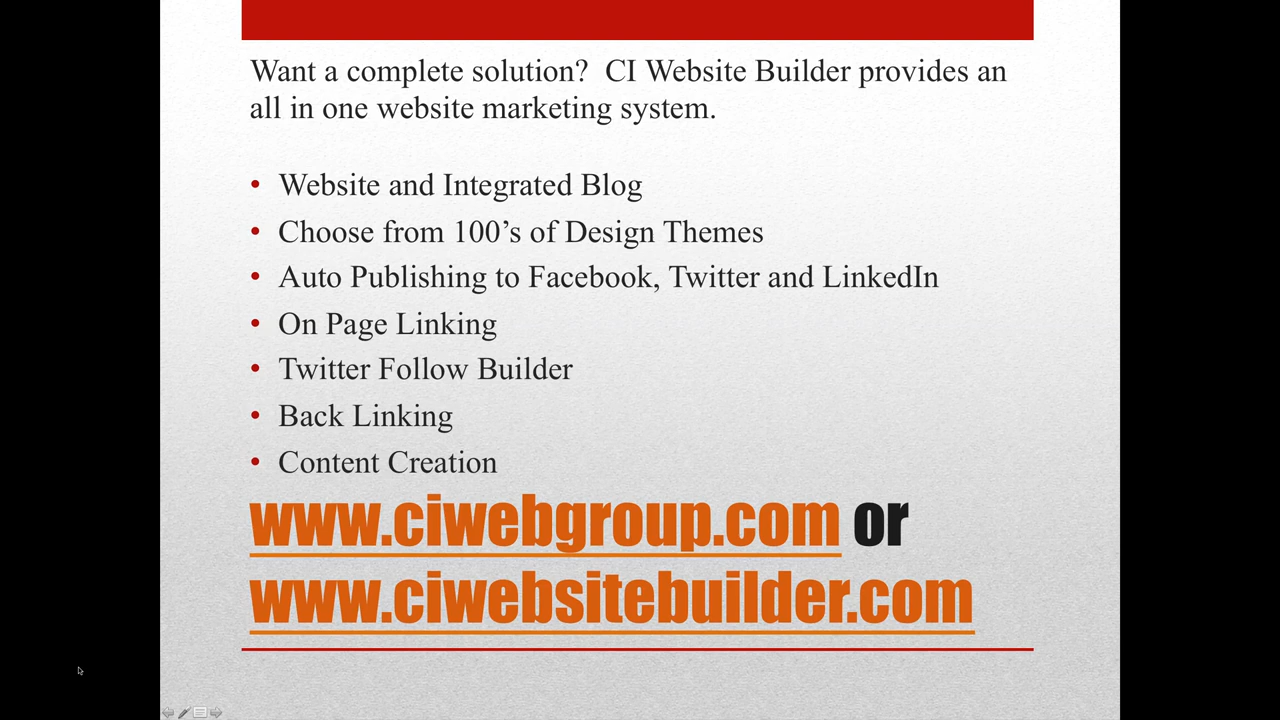 Want a complete solution?  CI Website Builder provides an
all in one website marketing system.
• Website and Integrated Blog
• Choose from 100’s of Design Themes
• Auto Publishing to Facebook, Twitter and LinkedIn
• On Page Linking
• Twitter Follow Builder
• Back Linking
• Content Creation
www.ciwebgroup.com or
www.ciwebsitebuilder.com